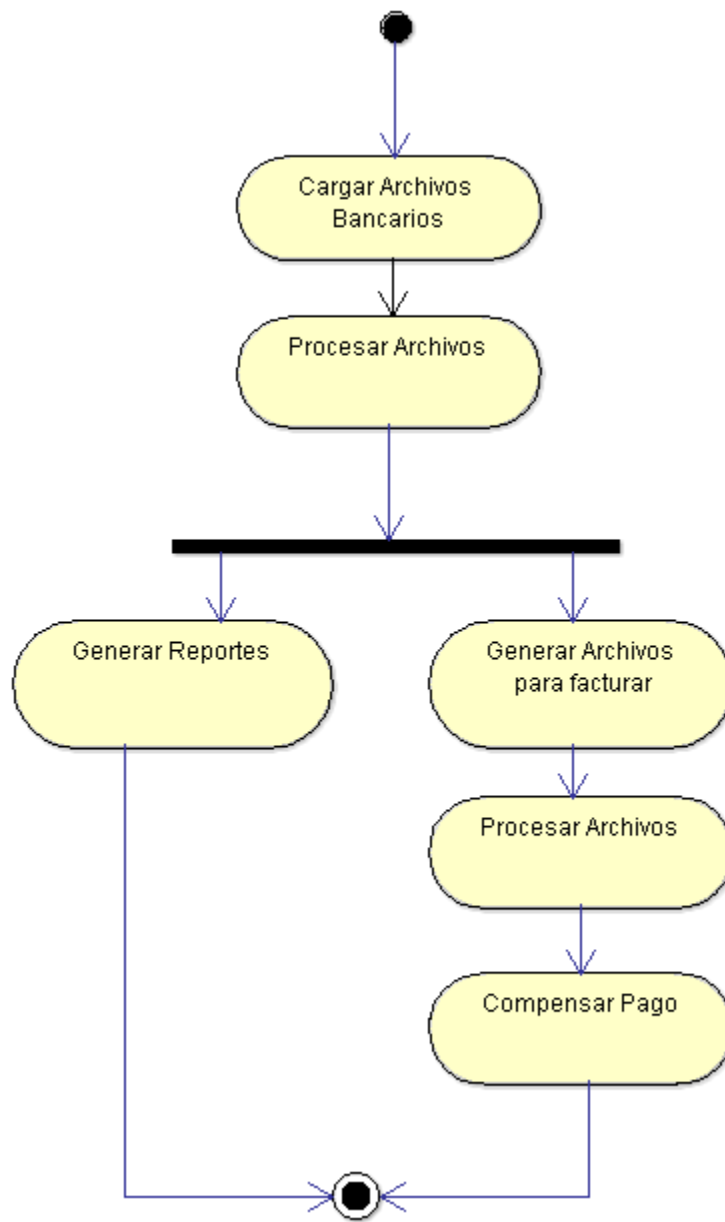 Cargar Archivos
Bancarios
Procesar Archivos
Generar Reportes
Generar Archivos
para facturar
Procesar Archivos
Compensar Pago